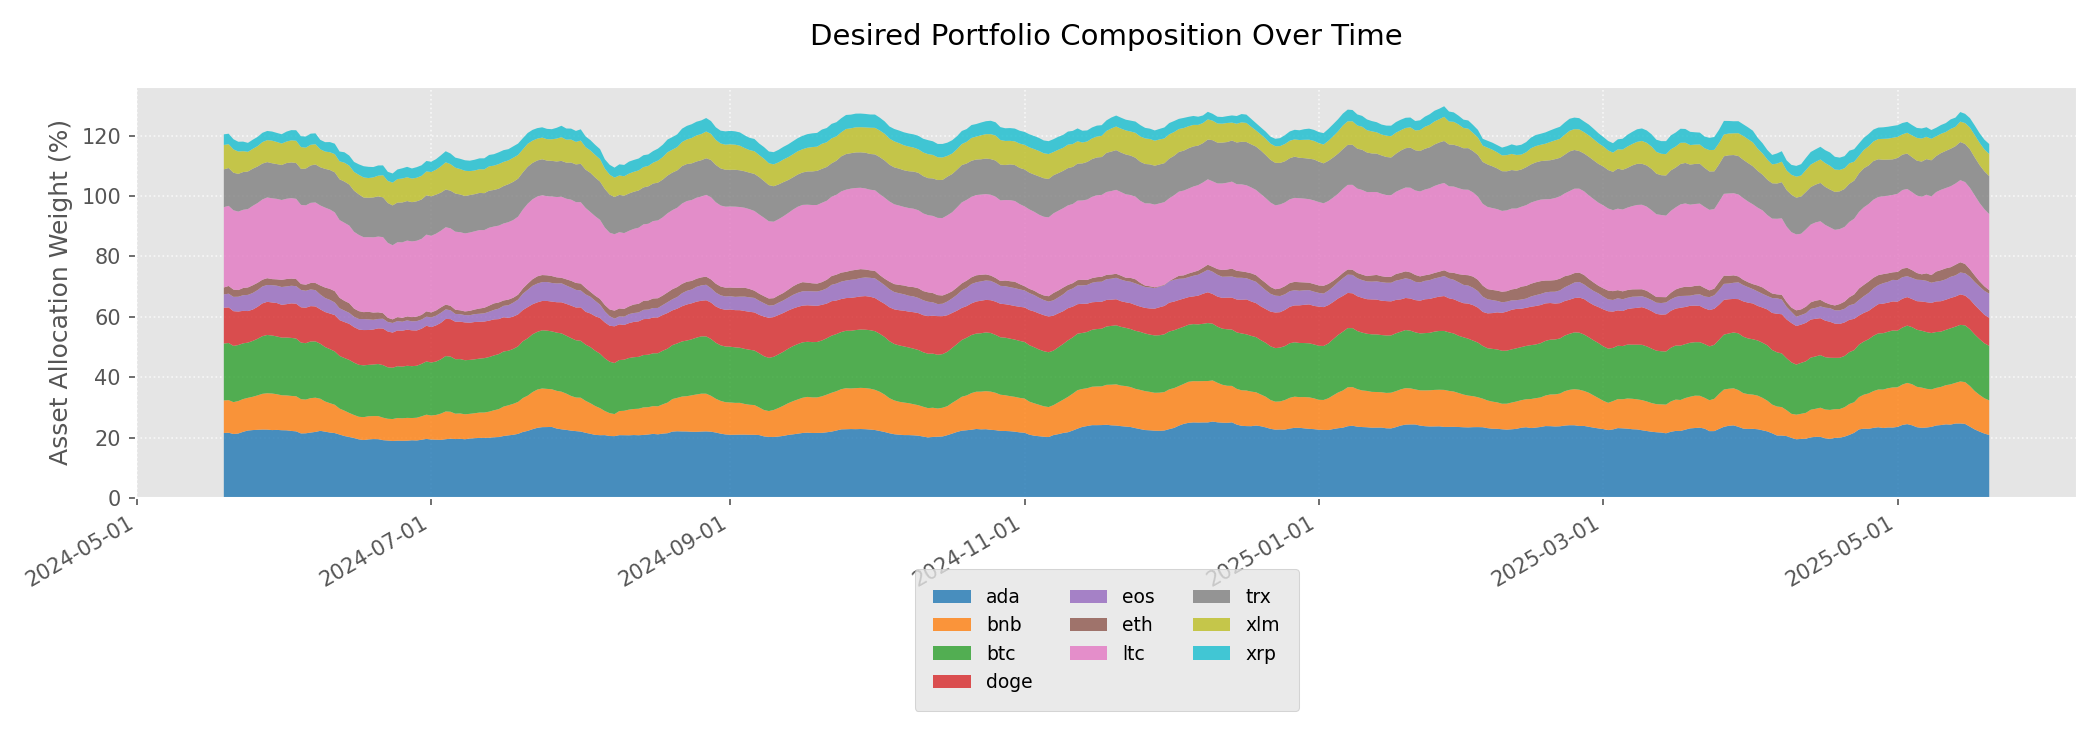 Desired Portfolio Composition Over Time
Asset Allocation Weight (%)
120
100
80
60
40
20
0
2024-05-01
2024-07-01
2024-09-01
2024-11-01
2025-01-01
2025-03-01
2025-05-01
ada
bnb
btc
doge
eos
eth
ltc
trx
xlm
xrp